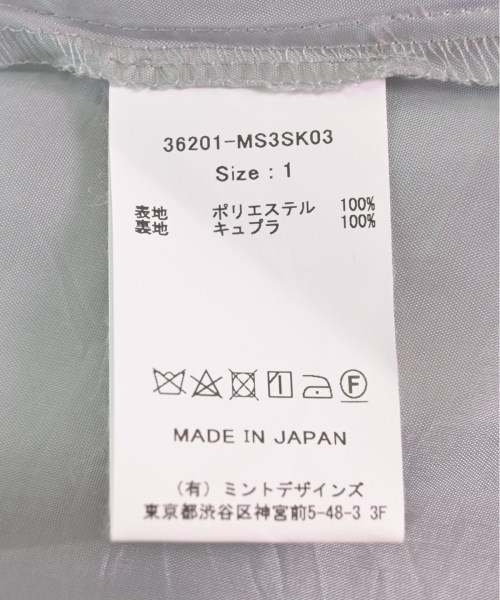 36201-MS3SK03
Size : 1
表地 ポリエステル 100%
裏地 キュプラ 100%
F
MADE IN JAPAN
(有) ミントデザインズ
東京都渋谷区神宮前5-48-3 3F